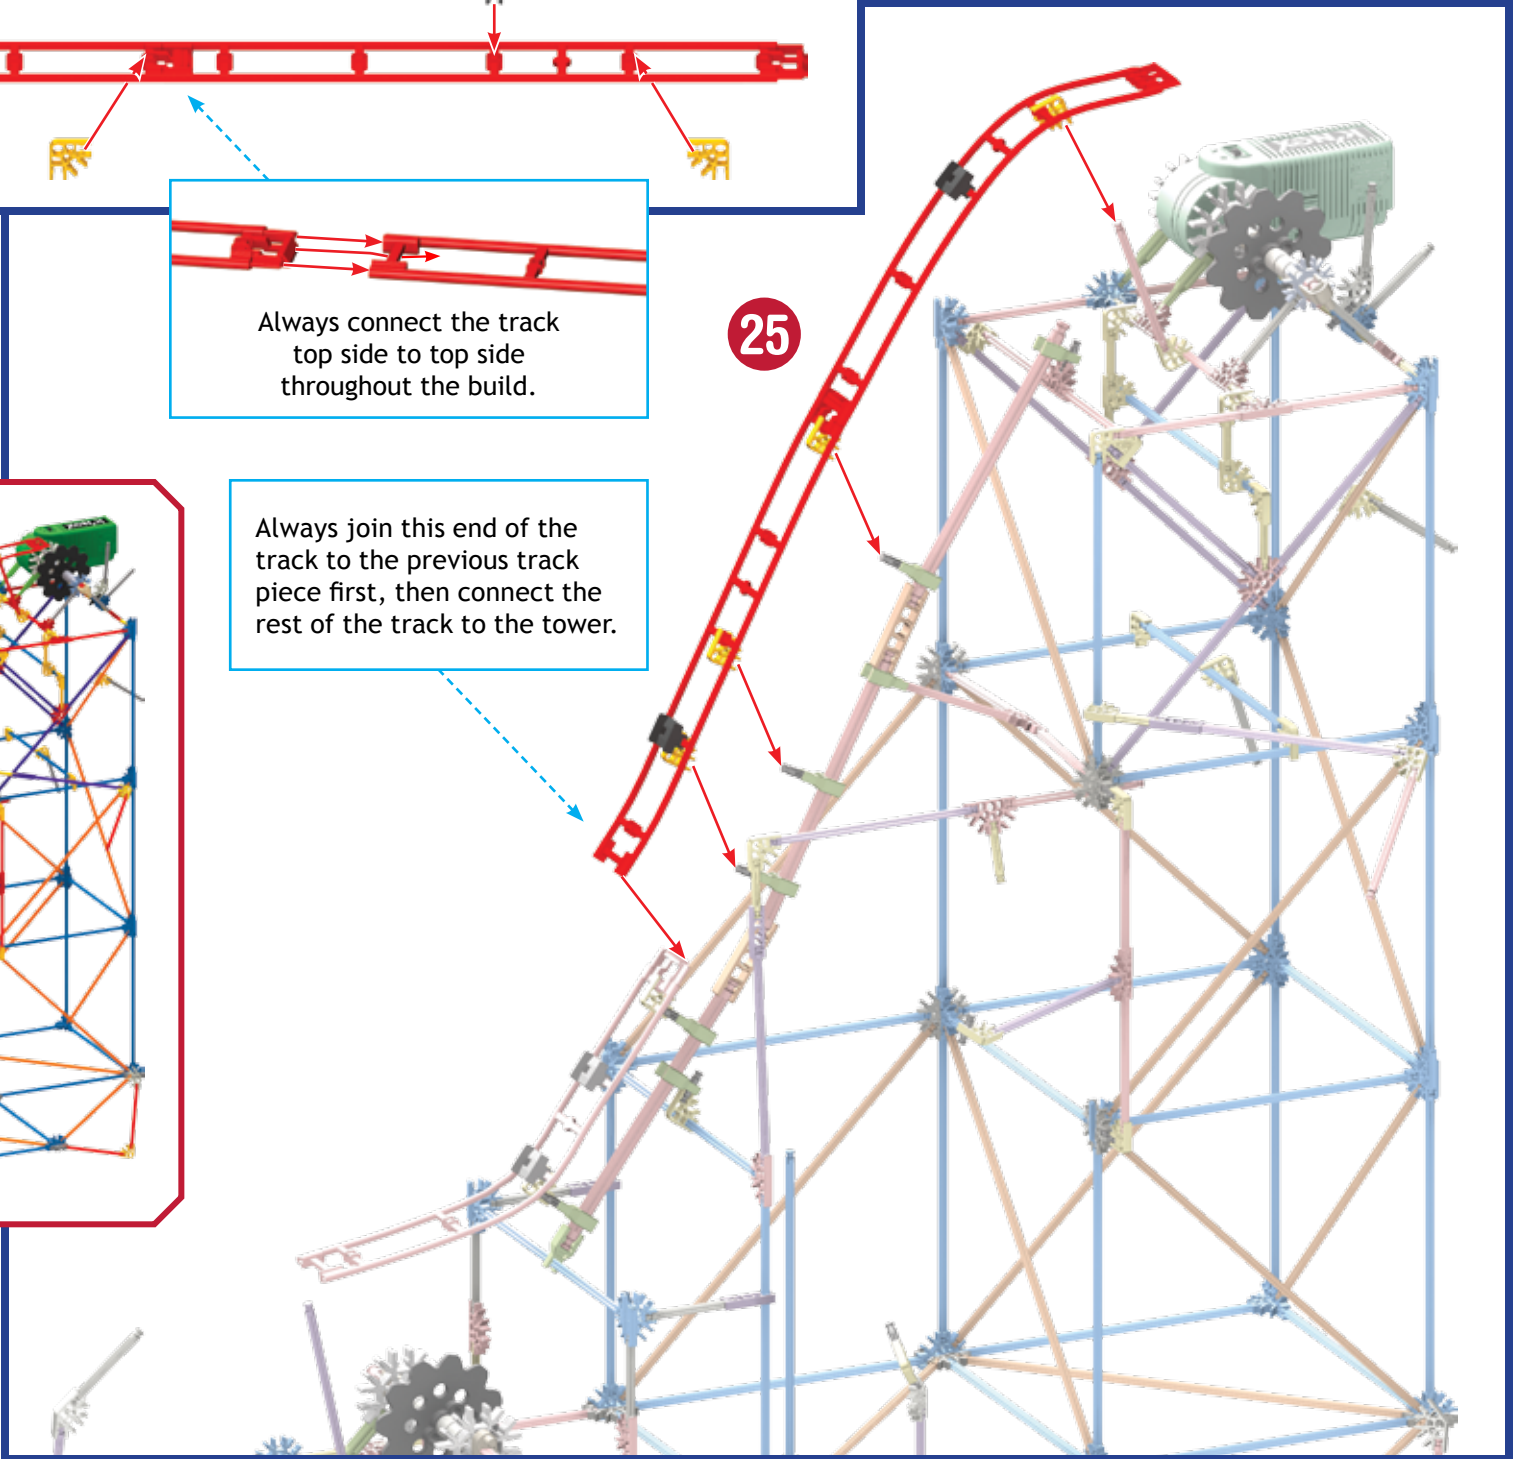 Always connect the track
top side to top side
throughout the build.
25
Always join this end of the
track to the previous track
piece first, then connect the
rest of the track to the tower.